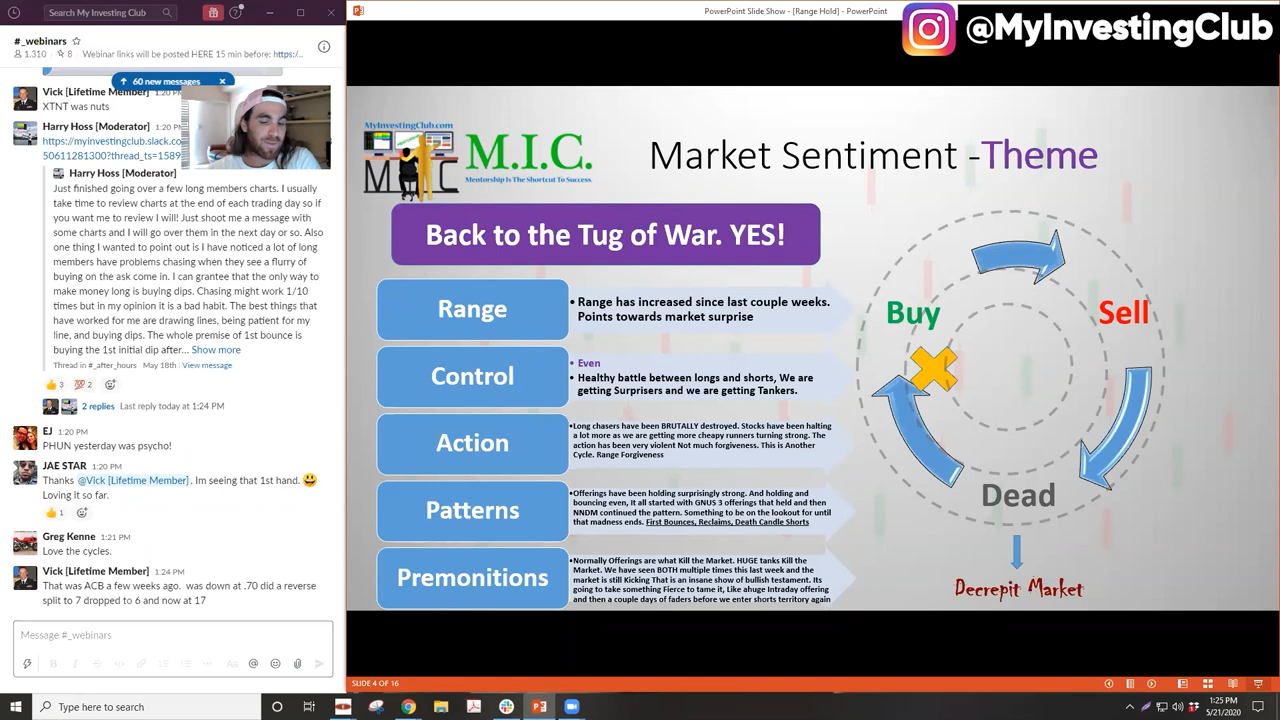 Search My Investing Club
PowerPoint Slide Show - [Range Hold] - PowerPoint
@MyInvestingClub
#_webinars
1,310
8
Webinar links will be posted HERE 15 min before: https:/...
60 new messages
Vick [Lifetime Member] 1:20 PM
XTNT was nuts
Harry Hoss [Moderator] 1:20 P
https://myinvestingclub.slack.co
50611281300?thread_ts=1589
Harry Hoss [Moderator]
Just finished going over a few long members charts. I usually
take time to review charts at the end of each trading day so if
you want me to review I will! Just shoot me a message with
some charts and I will go over them in the next day or so. Also
one thing I wanted to point out is I have noticed a lot of long
members have problems chasing when they see a flurry of
buying on the ask come in. I can grantee that the only way to
make money long is buying dips. Chasing might work 1/10
times but in my opinion it is a bad habit. The best things that
have worked for me are drawing lines, being patient for my
line, and buying dips. The whole premise of 1st bounce is
buying the 1st initial dip after... Show more
Thread in #_after_hours May 18th View message
3
2
2 replies Last reply today at 1:24 PM
EJ 1:20 PM
PHUN yesterday was psycho!
JAE STAR 1:20 PM
Thanks @Vick [Lifetime Member]. Im seeing that 1st hand.
Loving it so far.
1
Greg Kenne 1:21 PM
Love the cycles.
Vick [Lifetime Member] 1:24 PM
That was ACB a few weeks ago. was down at .70 did a reverse
split to 7 dropped to 6 and now at 17
Message #_webinars
MyInvestingClub.com
MIC
M.I.C.
Mentorship Is The Shortcut To Success.
Market Sentiment -Theme
Back to the Tug of War. YES!
Range
• Range has increased since last couple weeks.
Points towards market surprise
Control
• Even
• Healthy battle between longs and shorts, We are
getting Surprisers and we are getting Tankers.
Action
• Long chasers have been BRUTALLY destroyed. Stocks have been halting
a lot more as we are getting more cheapy runners turning strong. The
action has been very violent Not much forgiveness. This is Another
Cycle. Range Forgiveness
Patterns
• Offerings have been holding surprisingly strong. And holding and
bouncing even, It all started with GNUS 3 offerings that held and then
NNDM continued the pattern. Something to be on the lookout for until
that madness ends. First Bounces, Reclaims, Death Candle Shorts
Premonitions
• Normally Offerings are what Kill the Market. HUGE tanks Kill the
Market. We have seen BOTH multiple times this last week and the
market is still Kicking That is an insane show of bullish testament. Its
going to take something Fierce to tame it, Like ahuge Intraday offering
and then a couple days of faders before we enter shorts territory again
Buy
Sell
Dead
Decrepit Market
SLIDE 4 OF 16
Type here to search
1:25 PM
5/21/2020